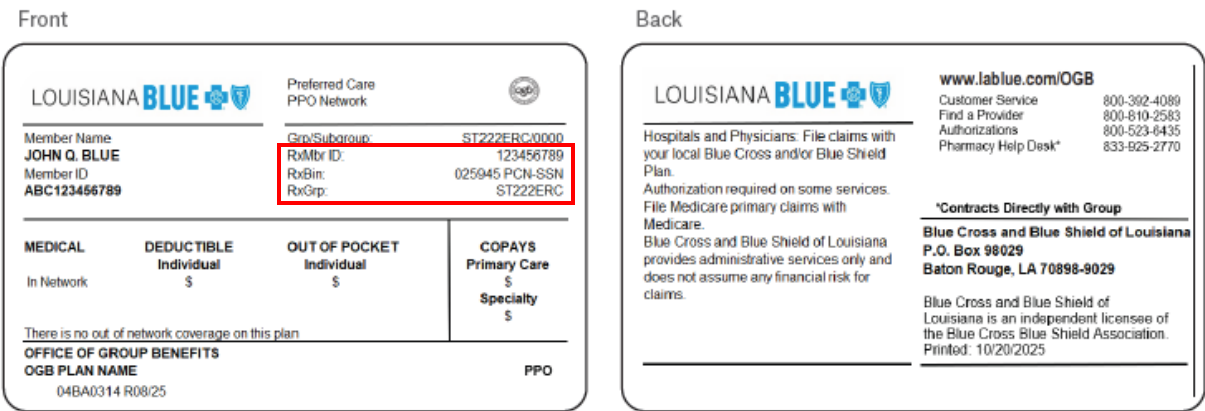 Front
LOUISIANA BLUE
Preferred Care
PPO Network
ogb
Member Name
JOHN Q. BLUE
Member ID
ABC123456789
Grp/Subgroup: ST222ERC/0000
RxMbr ID: 123456789
RxBin: 025945 PCN-SSN
RxGrp: ST222ERC
MEDICAL DEDUCTIBLE OUT OF POCKET COPAYS
Individual Individual Primary Care
In Network $ $ $
Specialty
$
There is no out of network coverage on this plan
OFFICE OF GROUP BENEFITS
OGB PLAN NAME PPO
04BA0314 R08/25
Back
LOUISIANA BLUE
Hospitals and Physicians: File claims with
your local Blue Cross and/or Blue Shield
Plan.
Authorization required on some services.
File Medicare primary claims with
Medicare.
Blue Cross and Blue Shield of Louisiana
provides administrative services only and
does not assume any financial risk for
claims.
www.lablue.com/OGB
Customer Service 800-392-4089
Find a Provider 800-810-2583
Authorizations 800-523-6435
Pharmacy Help Desk* 833-925-2770
*Contracts Directly with Group
Blue Cross and Blue Shield of Louisiana
P.O. Box 98029
Baton Rouge, LA 70898-9029
Blue Cross and Blue Shield of
Louisiana is an independent licensee of
the Blue Cross Blue Shield Association.
Printed: 10/20/2025